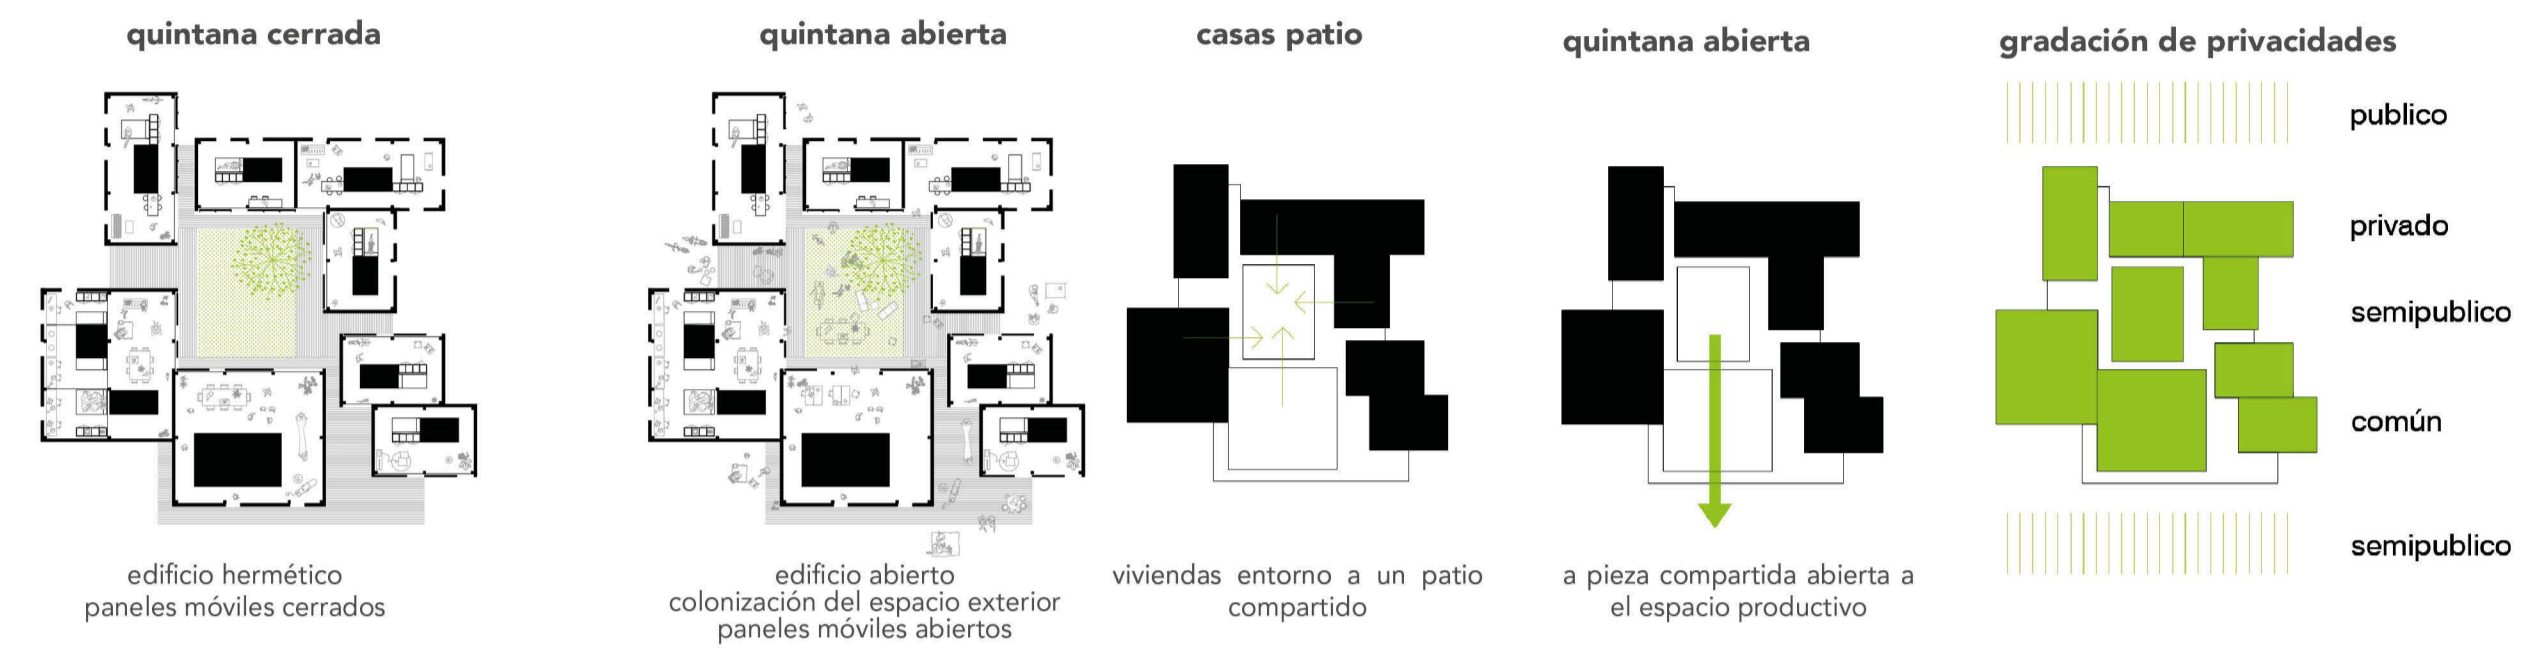 quintana cerrada
edificio hermético
paneles móviles cerrados
quintana abierta
edificio abierto
colonización del espacio exterior
paneles móviles abiertos
casas patio
viviendas entorno a un patio
compartido
quintana abierta
a pieza compartida abierta a
el espacio productivo
gradación de privacidades
publico
privado
semipublico
común
semipublico